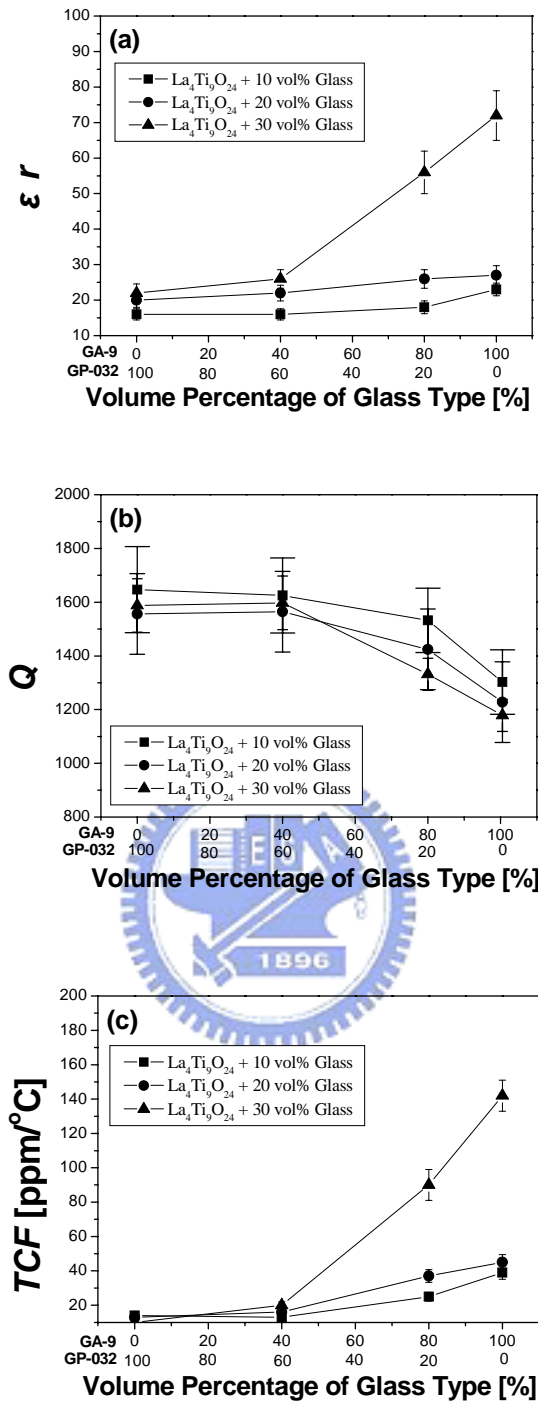 (a)
100
90
80
70
60
50
40
30
20
10
ε r
La4Ti9O24 + 10 vol% Glass
La4Ti9O24 + 20 vol% Glass
La4Ti9O24 + 30 vol% Glass
GA-9 0 20 40 60 80 100
GP-032 100 80 60 40 20 0
Volume Percentage of Glass Type [%]
(b)
2000
1800
1600
1400
1200
1000
800
Q
La4Ti9O24 + 10 vol% Glass
La4Ti9O24 + 20 vol% Glass
La4Ti9O24 + 30 vol% Glass
GA-9 0 20 40 60 80 100
GP-032 100 80 60 40 20 0
Volume Percentage of Glass Type [%]
1896
(c)
200
180
160
140
120
100
80
60
40
20
TCF [ppm/°C]
La4Ti9O24 + 10 vol% Glass
La4Ti9O24 + 20 vol% Glass
La4Ti9O24 + 30 vol% Glass
GA-9 0 20 40 60 80 100
GP-032 100 80 60 40 20 0
Volume Percentage of Glass Type [%]